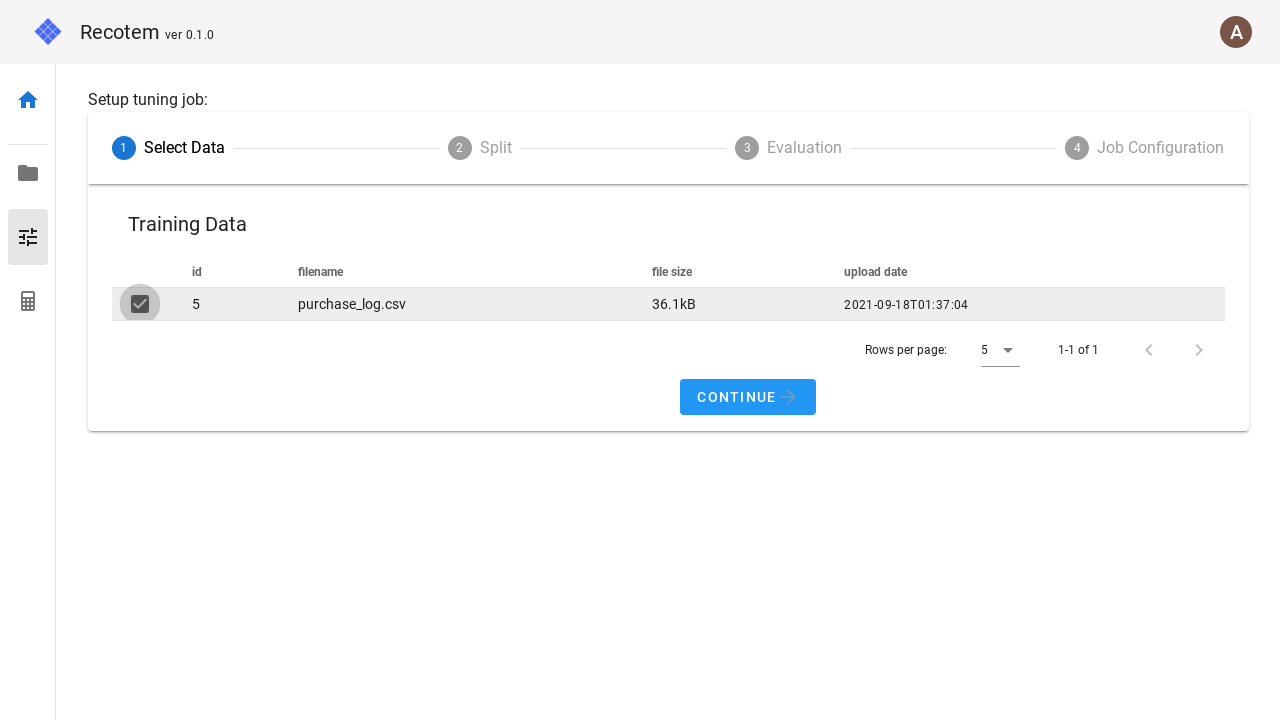 Recotem ver 0.1.0
A
Setup tuning job:
1 Select Data
2 Split
3 Evaluation
4 Job Configuration
Training Data
id filename file size upload date
5 purchase_log.csv 36.1kB 2021-09-18T01:37:04
Rows per page: 5 1-1 of 1
CONTINUE